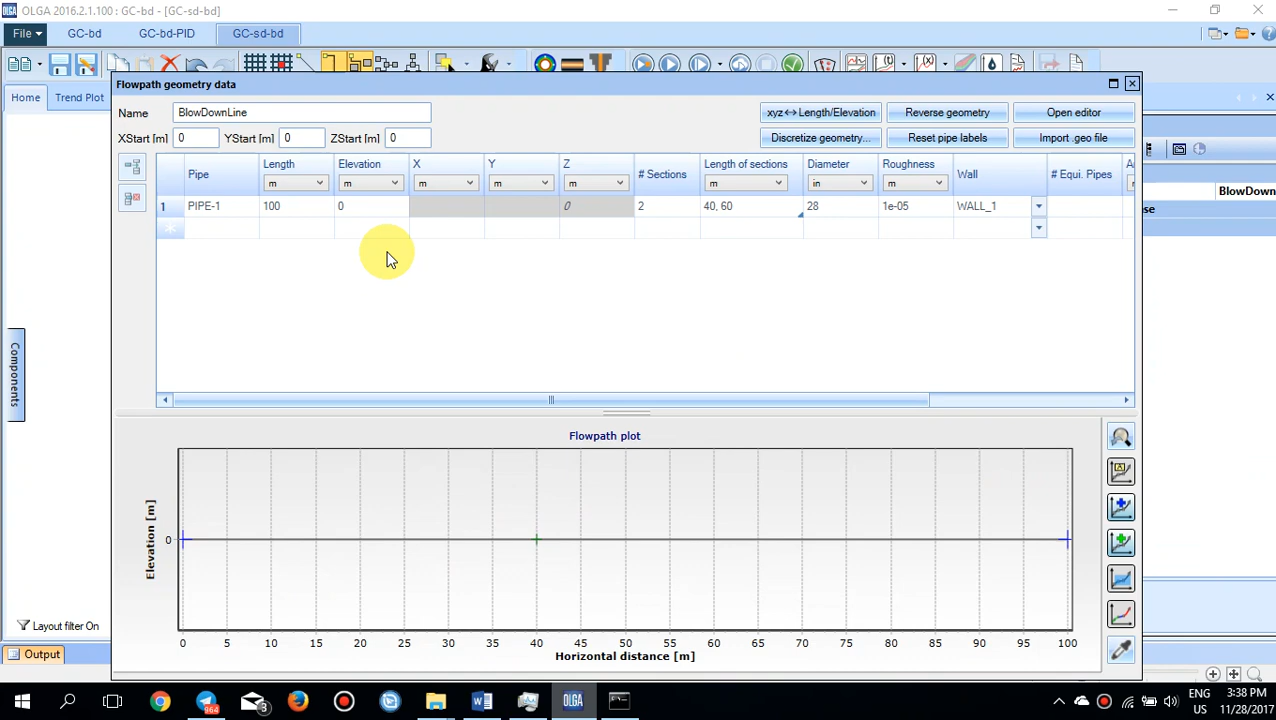 OLGA 2016.2.1.100 : GC-bd - [GC-sd-bd]
File GC-bd GC-bd-PID GC-sd-bd
Home Trend Plot
Flowpath geometry data
Name BlowDownLine
xyz<->Length/Elevation Reverse geometry Open editor
XStart [m] 0 YStart [m] 0 ZStart [m] 0
Discretize geometry... Reset pipe labels Import .geo file
Pipe Length Elevation X Y Z # Sections Length of sections Diameter Roughness Wall # Equi. Pipes
m m m m m m in m
1 PIPE-1 100 0 0 2 40, 60 28 1e-05 WALL_1
BlowDown
Components
Flowpath plot
Elevation [m]
0
0 5 10 15 20 25 30 35 40 45 50 55 60 65 70 75 80 85 90 95 100
Horizontal distance [m]
Layout filter On
Output
964
3
ENG
US
3:38 PM
11/28/2017